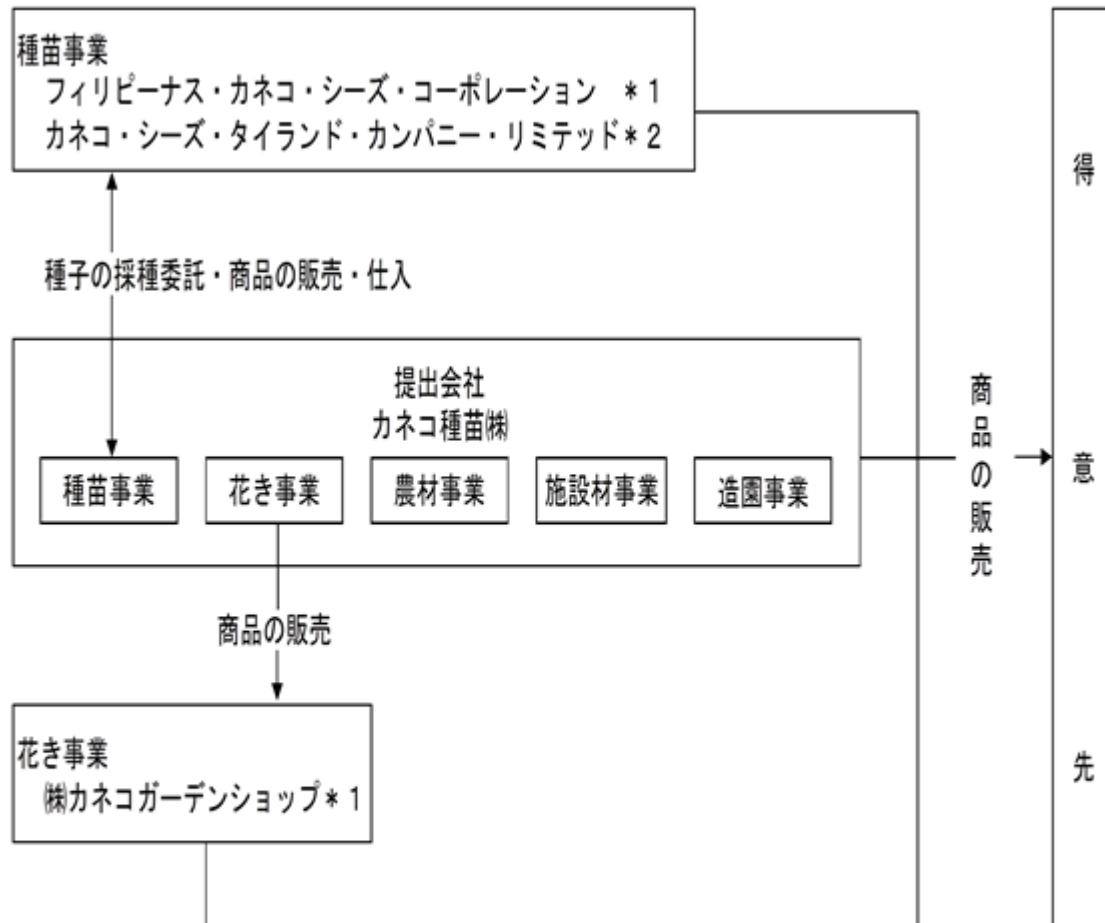 種苗事業
フィリピーナス・カネコ・シーズ・コーポレーション ＊1
カネコ・シーズ・タイランド・カンパニー・リミテッド＊2
種子の採種委託・商品の販売・仕入
提出会社
カネコ種苗㈱
種苗事業
花き事業
農材事業
施設材事業
造園事業
商品の販売
花き事業
㈱カネコガーデンショップ＊1
商品の販売
得意先